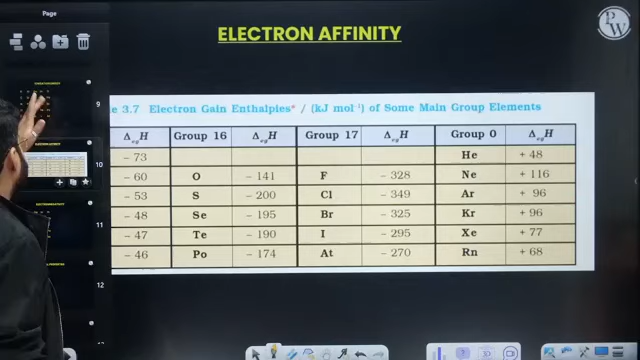 ELECTRON AFFINITY
PW
e 3.7 Electron Gain Enthalpies* / (kJ mol⁻¹) of Some Main Group Elements
ΔegH Group 16 ΔegH Group 17 ΔegH Group 0 ΔegH
– 73 He + 48
– 60 O – 141 F – 328 Ne + 116
– 53 S – 200 Cl – 349 Ar + 96
– 48 Se – 195 Br – 325 Kr + 96
– 47 Te – 190 I – 295 Xe + 77
– 46 Po – 174 At – 270 Rn + 68
9
10
11
12